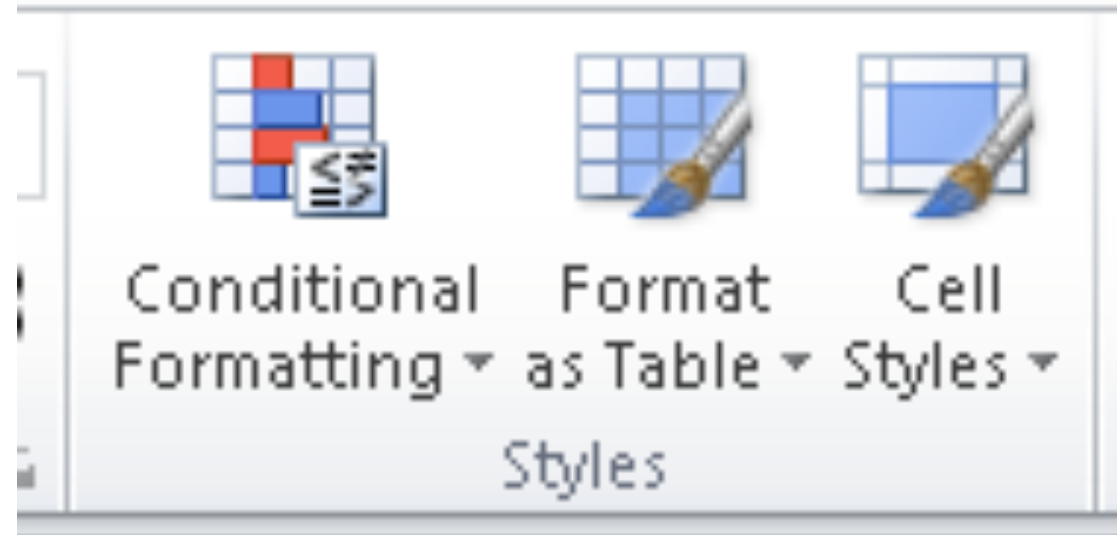 Conditional
Formatting
Format
as Table
Cell
Styles
Styles